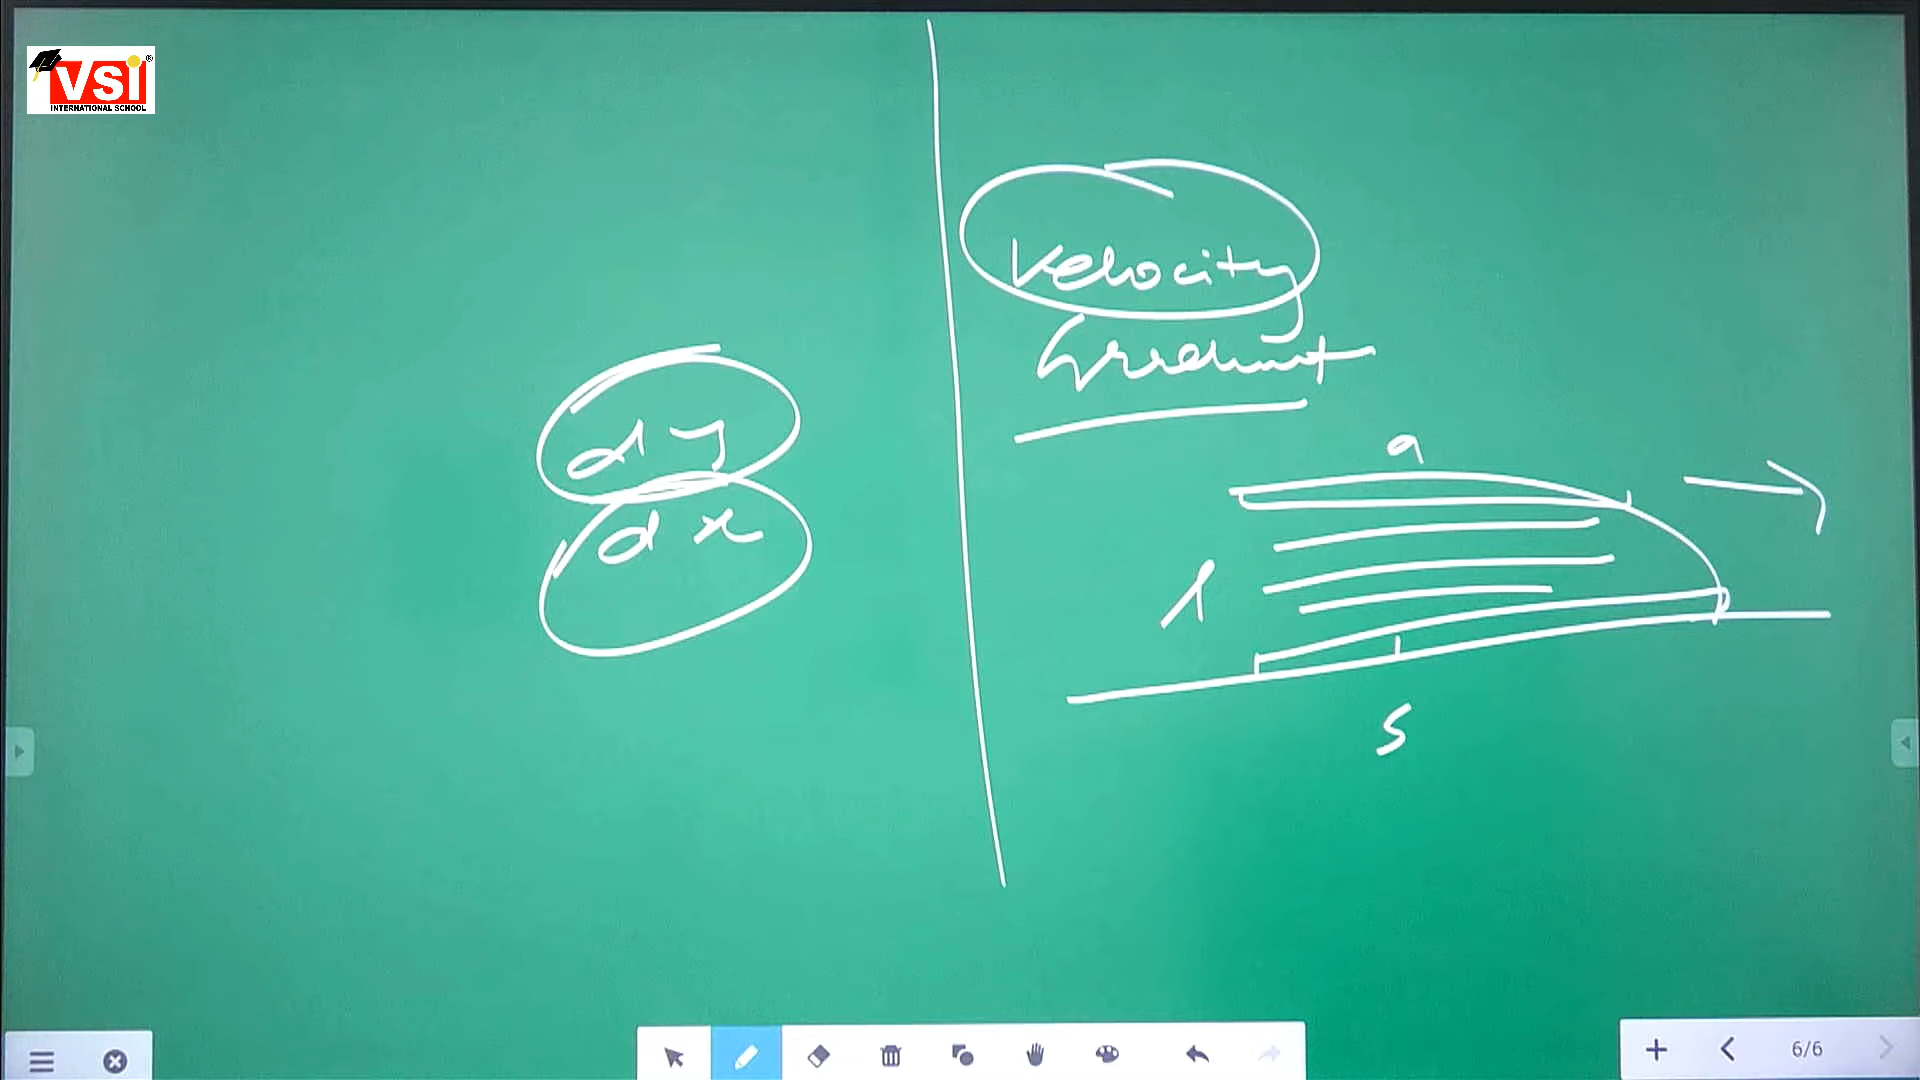 VSI
INTERNATIONAL SCHOOL
dy
dx
Velocity
Gradient
a
l
s
6/6